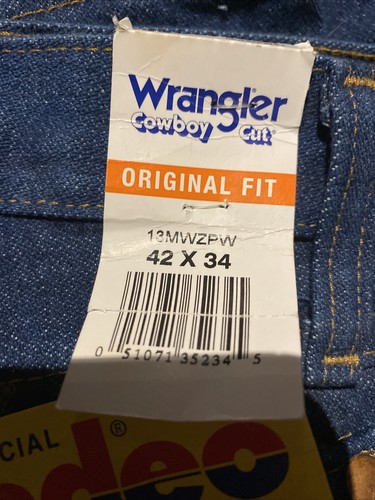 Wrangler
Cowboy Cut®
ORIGINAL FIT
13MWZPW
42 X 34
0 51071 35234 5
CIAL
deo®